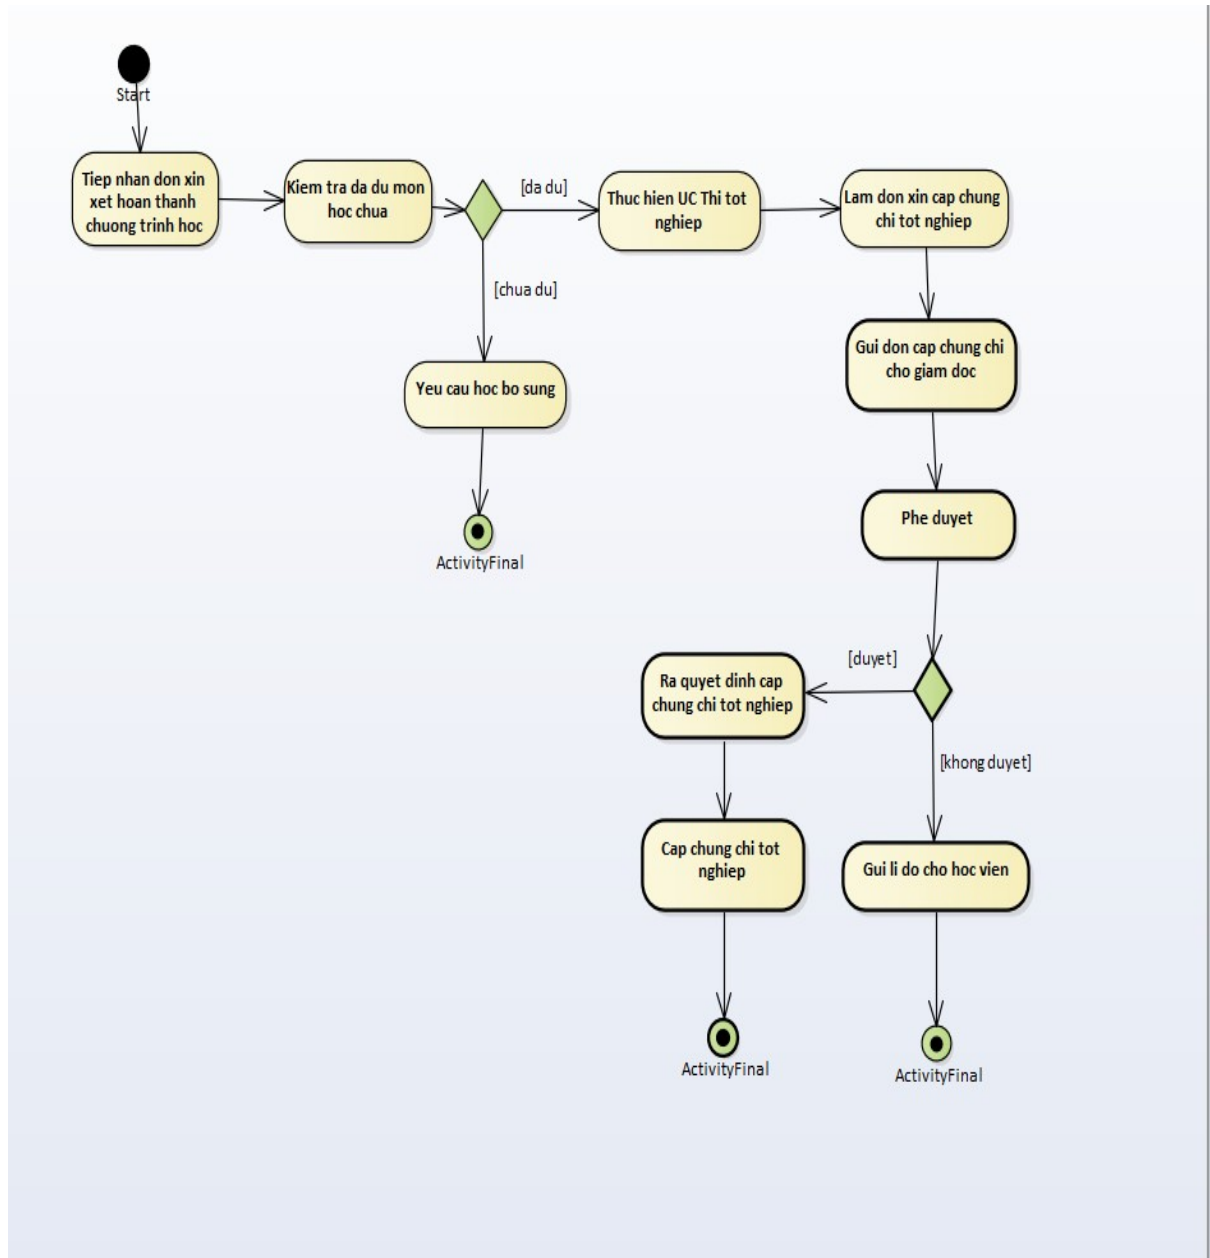 Start
Tiep nhan don xin
xet hoan thanh
chuong trinh hoc
Kiem tra da du mon
hoc chua
[da du]
Thuc hien UC Thi tot
nghiep
Lam don xin cap chung
chi tot nghiep
[chua du]
Gui don cap chung chi
cho giam doc
Yeu cau hoc bo sung
ActivityFinal
Phe duyet
[duyet]
Ra quyet dinh cap
chung chi tot nghiep
[khong duyet]
Cap chung chi tot
nghiep
Gui li do cho hoc vien
ActivityFinal
ActivityFinal